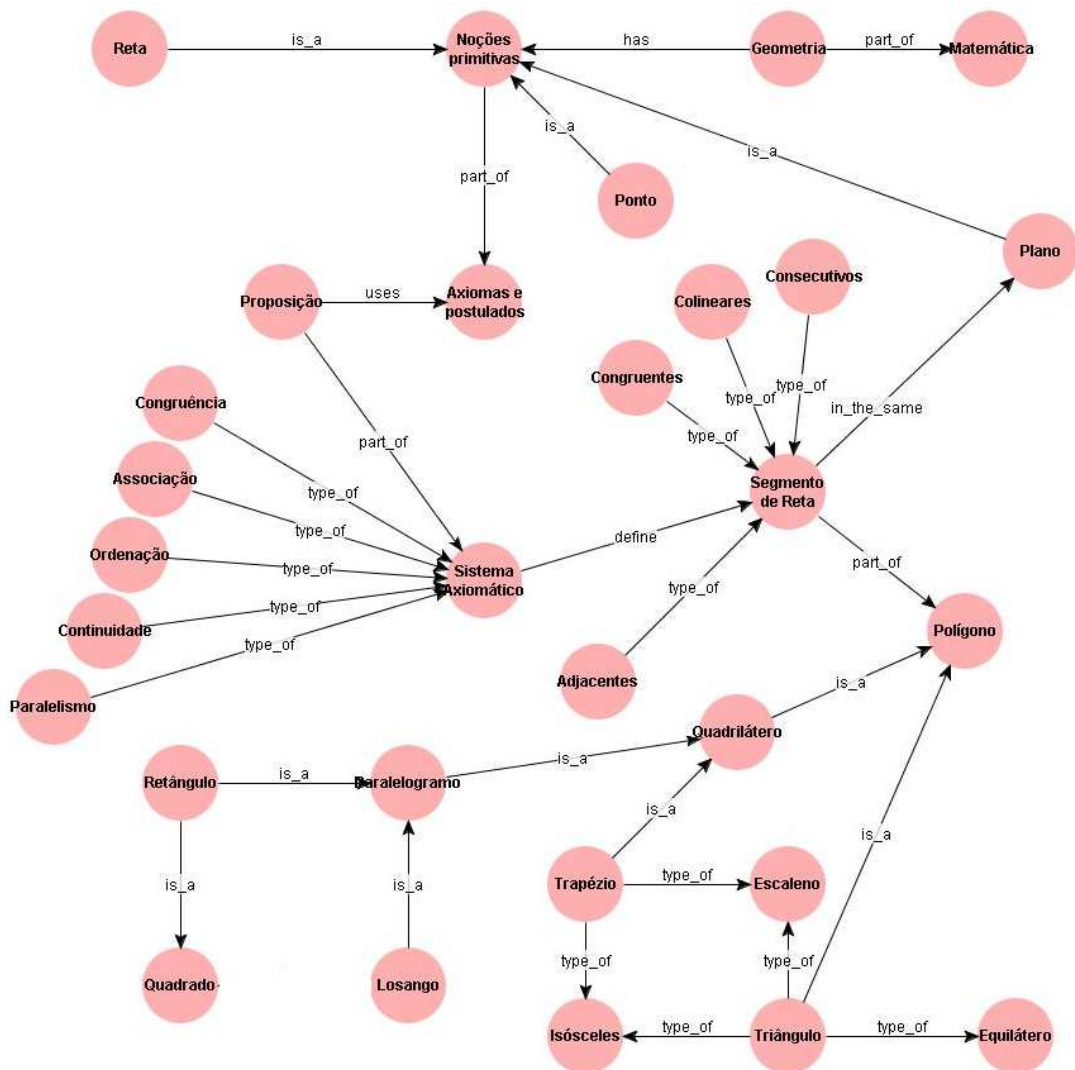 Reta
is_a
Noções
primitivas
has
Geometria
part_of
Matemática
is_a
is_a
part_of
Ponto
Plano
Proposição
uses
Axiomas e
postulados
Colineares
Consecutivos
Congruentes
Congruência
type_of
type_of
type_of
in_the_same
part_of
Associação
type_of
Segmento
de Reta
type_of
Ordenação
type_of
Sistema
Axiomático
define
part_of
type_of
Continuidade
type_of
type_of
Polígono
Paralelismo
Adjacentes
is_a
Quadrilátero
Retângulo
is_a
Paralelogramo
is_a
is_a
is_a
is_a
is_a
Trapézio
type_of
Escaleno
type_of
type_of
Quadrado
Losango
Isósceles
type_of
Triângulo
type_of
Equilátero